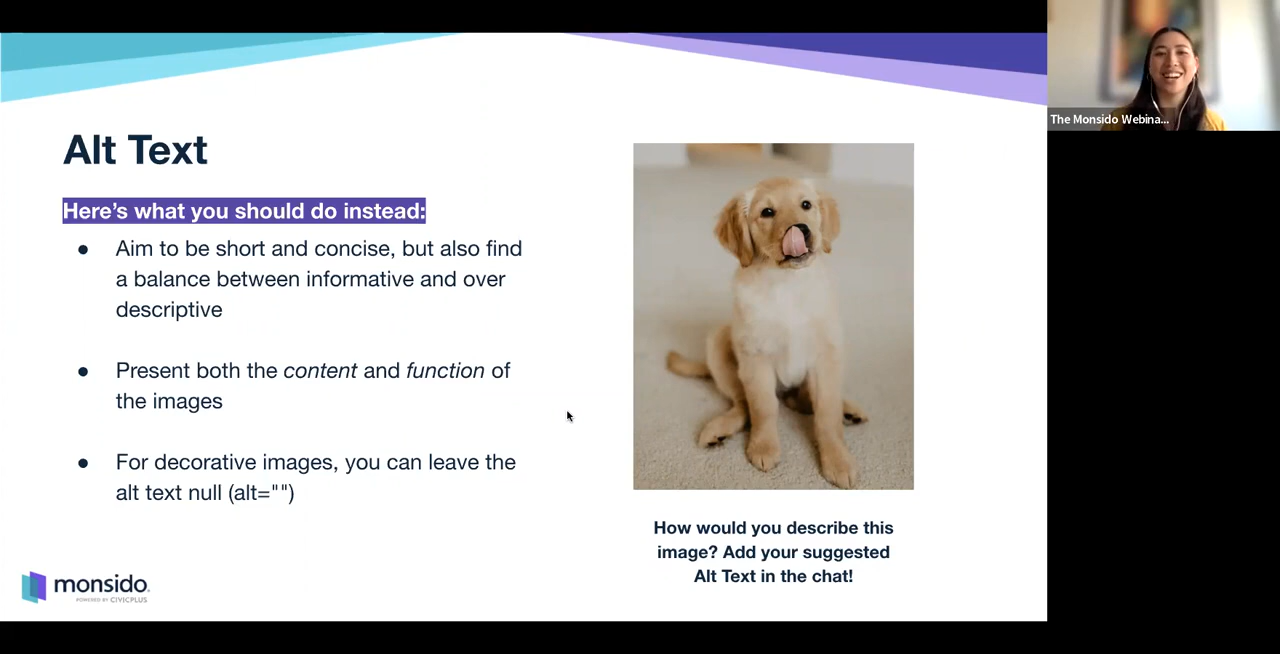 The Monsido Webina...
Alt Text
Here's what you should do instead:
● Aim to be short and concise, but also find
a balance between informative and over
descriptive
● Present both the content and function of
the images
● For decorative images, you can leave the
alt text null (alt="")
How would you describe this
image? Add your suggested
Alt Text in the chat!
monsido
POWERED BY CIVICPLUS